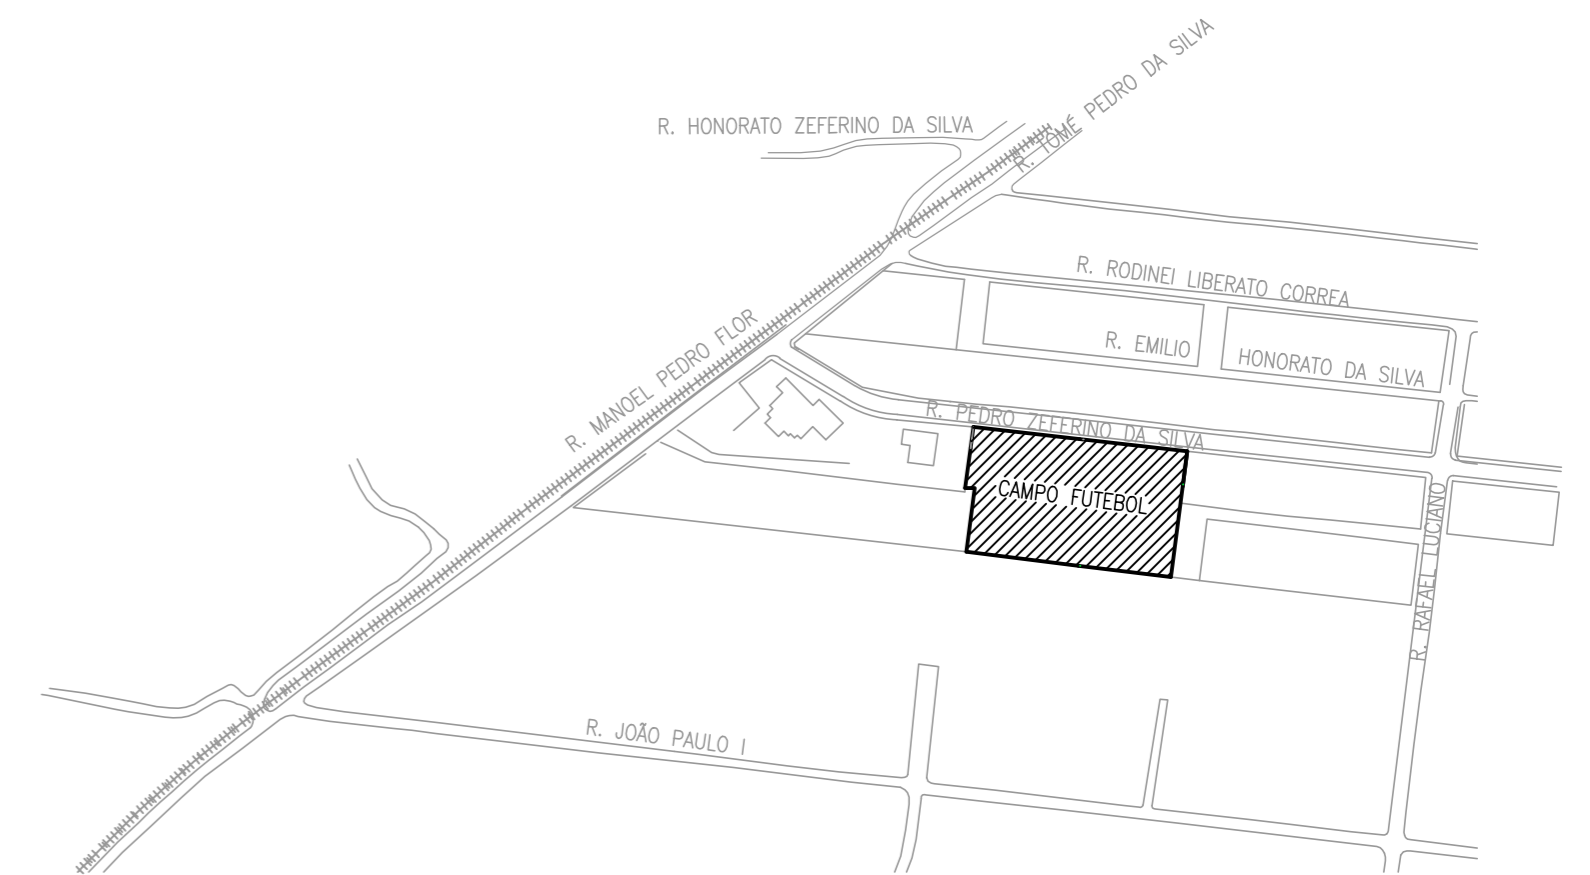 R. TOMÉ PEDRO DA SILVA
R. HONORATO ZEFERINO DA SILVA
R. RODINEI LIBERATO CORREA
R. MANOEL PEDRO FLOR
R. EMILIO HONORATO DA SILVA
R. PEDRO ZEFERINO DA SILVA
CAMPO FUTEBOL
R. RAFAEL LUCIANO
R. JOÃO PAULO I